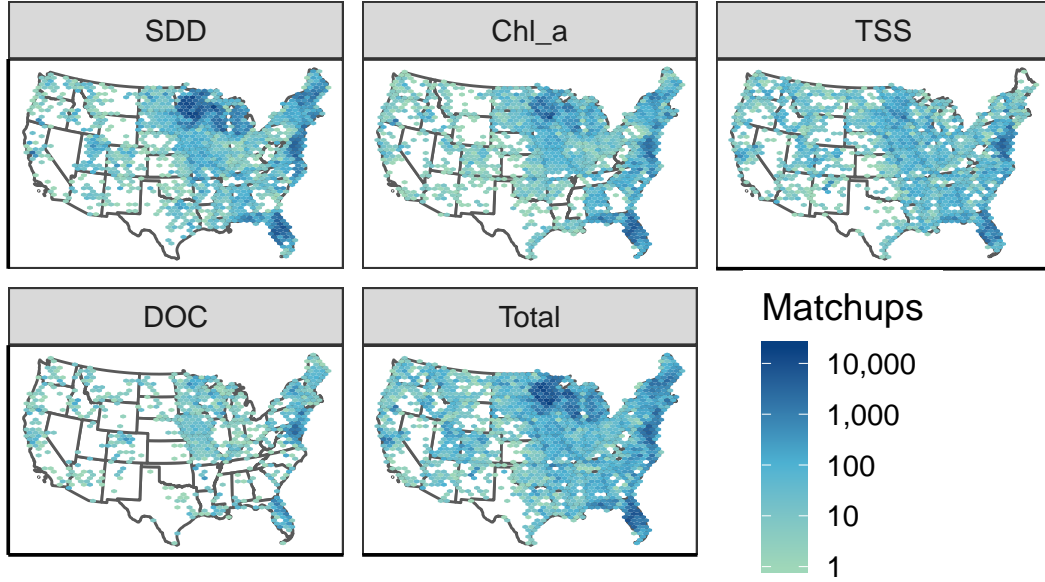 SDD
Chl_a
TSS
DOC
Total
Matchups
10,000
1,000
100
10
1